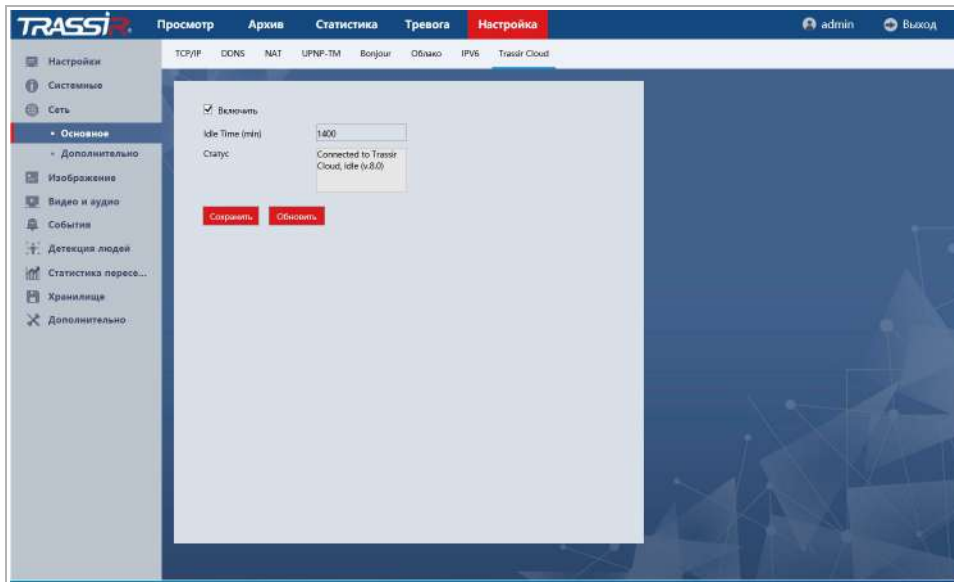 TRASSIR
Просмотр Архив Статистика Тревога Настройка admin Выход
TCP/IP DDNS NAT UPNP-TM Bonjour Облако IPV6 Trassir Cloud
Настройки
Системные
Сеть
Основное
Дополнительно
Изображение
Видео и аудио
События
Детекция людей
Статистика пересе...
Хранилище
Дополнительно
Включить
Idle Time (min) 1400
Статус Connected to Trassir
Cloud, idle (v.8.0)
Сохранить Обновить